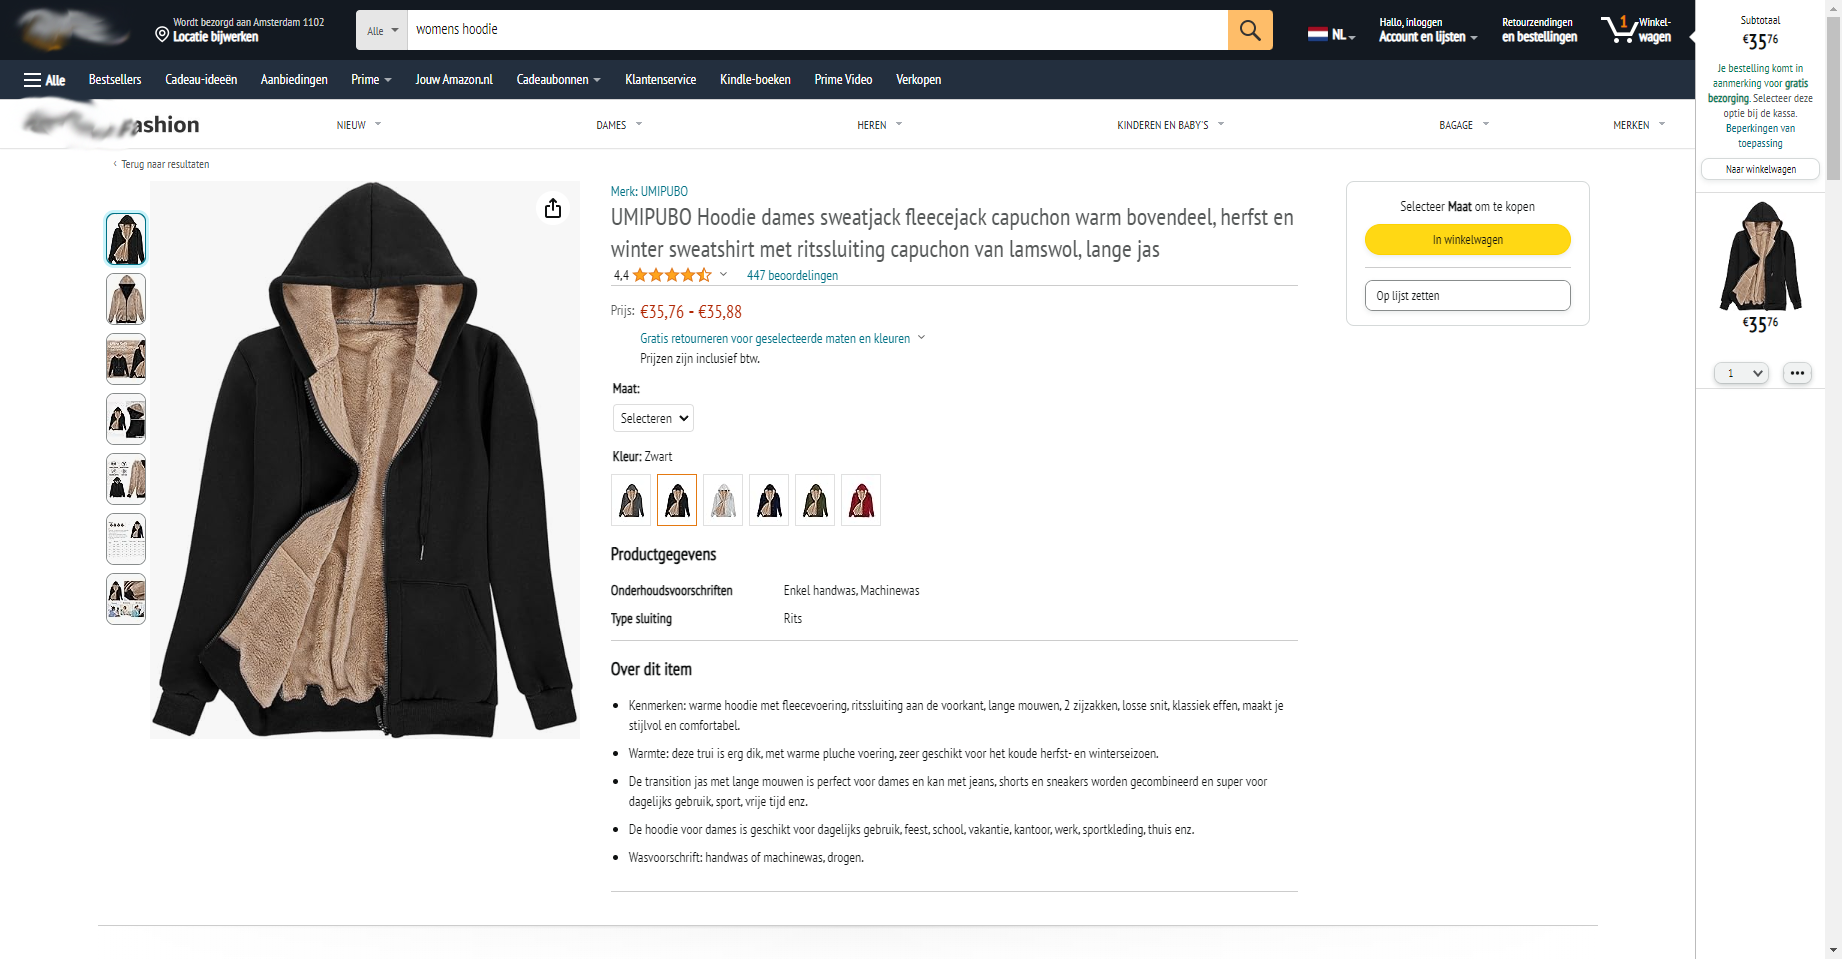 Wordt bezorgd aan Amsterdam 1102
Locatie bijwerken
Alle
womens hoodie
NL
Hallo, inloggen
Account en lijsten
Retourzendingen
en bestellingen
1
Winkel-
wagen
Alle
Bestsellers
Cadeau-ideeën
Aanbiedingen
Prime
Jouw Amazon.nl
Cadeaubonnen
Klantenservice
Kindle-boeken
Prime Video
Verkopen
ashion
NIEUW
DAMES
HEREN
KINDEREN EN BABY'S
BAGAGE
MERKEN
‹ Terug naar resultaten
Merk: UMIPUBO
UMIPUBO Hoodie dames sweatjack fleecejack capuchon warm bovendeel, herfst en
winter sweatshirt met ritssluiting capuchon van lamswol, lange jas
4,4
447 beoordelingen
Prijs: €35,76 - €35,88
Gratis retourneren voor geselecteerde maten en kleuren
Prijzen zijn inclusief btw.
Maat:
Selecteren
Kleur: Zwart
Productgegevens
Onderhoudsvoorschriften Enkel handwas, Machinewas
Type sluiting Rits
Over dit item
• Kenmerken: warme hoodie met fleecevoering, ritssluiting aan de voorkant, lange mouwen, 2 zijzakken, losse snit, klassiek effen, maakt je
stijlvol en comfortabel.
• Warmte: deze trui is erg dik, met warme pluche voering, zeer geschikt voor het koude herfst- en winterseizoen.
• De transition jas met lange mouwen is perfect voor dames en kan met jeans, shorts en sneakers worden gecombineerd en super voor
dagelijks gebruik, sport, vrije tijd enz.
• De hoodie voor dames is geschikt voor dagelijks gebruik, feest, school, vakantie, kantoor, werk, sportkleding, thuis enz.
• Wasvoorschrift: handwas of machinewas, drogen.
Selecteer Maat om te kopen
In winkelwagen
Op lijst zetten
Subtotaal
€35 76
Je bestelling komt in
aanmerking voor gratis
bezorging. Selecteer deze
optie bij de kassa.
Beperkingen van
toepassing
Naar winkelwagen
€35 76
1